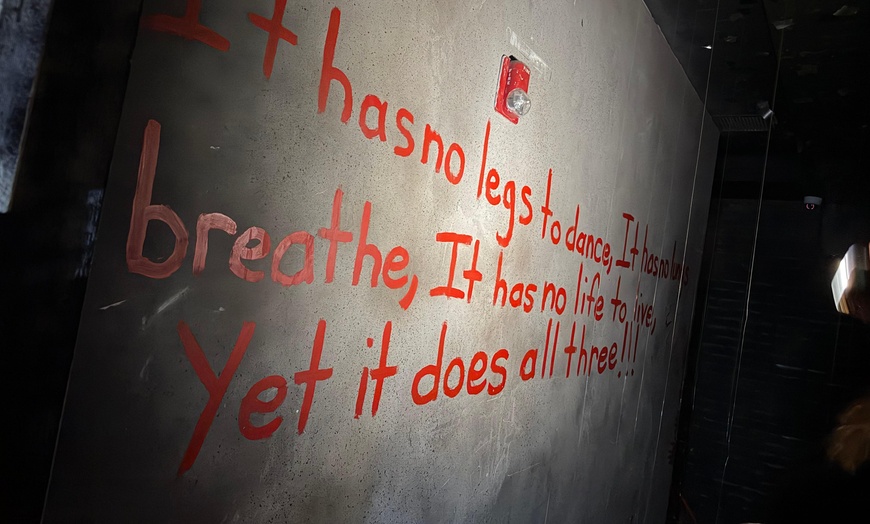 It has no legs to dance, It has no lungs
breathe, It has no life to live,
Yet it does all three!!!